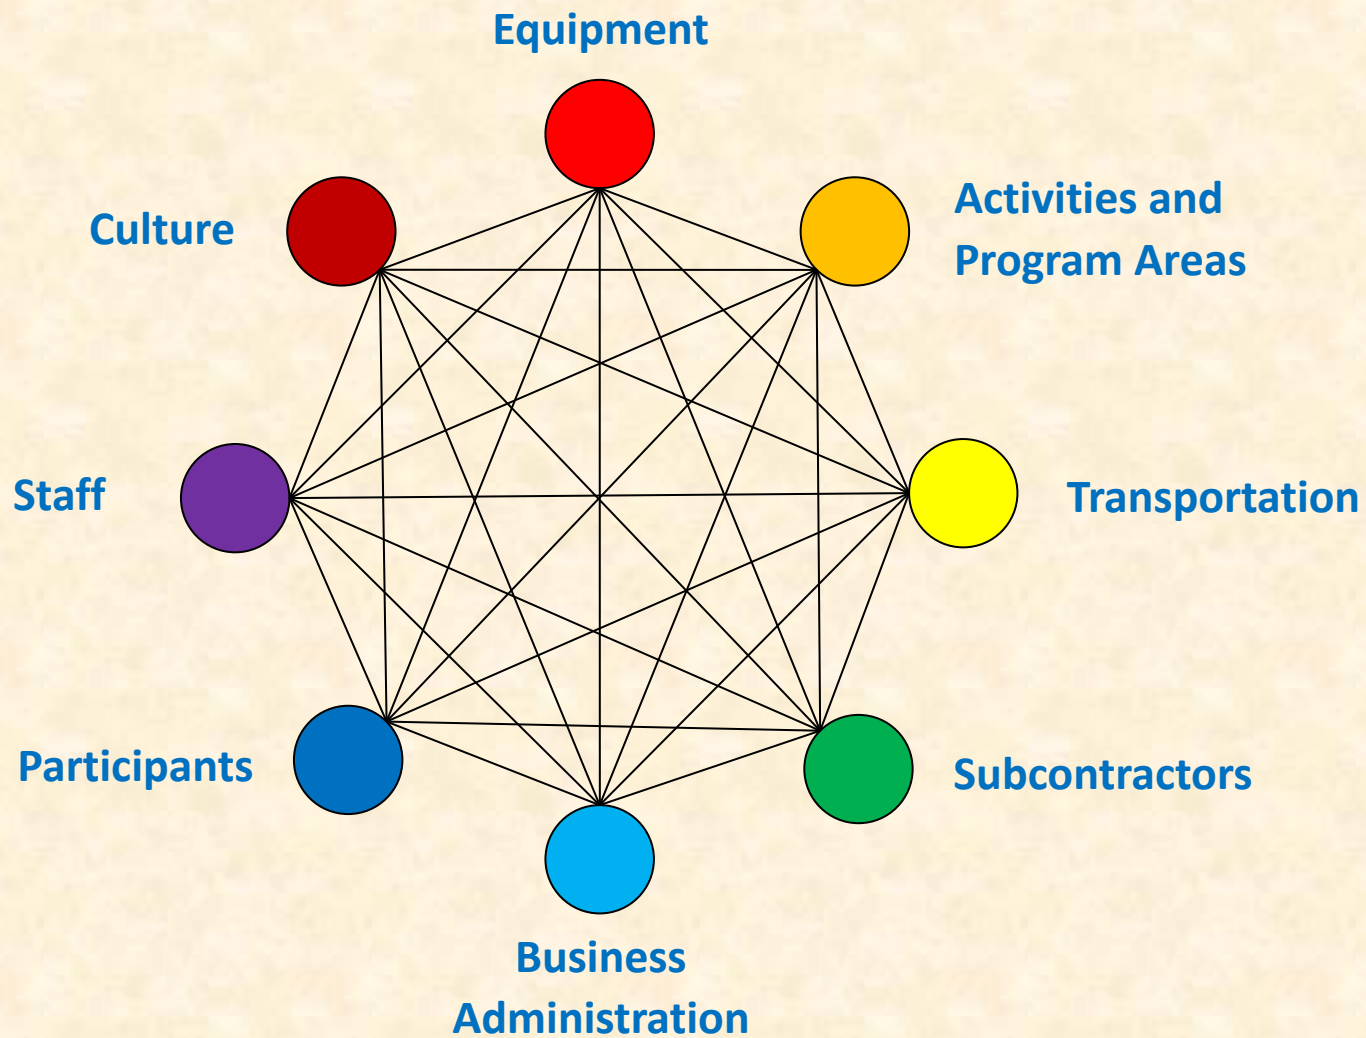 Equipment
Culture
Activities and
Program Areas
Staff
Transportation
Participants
Subcontractors
Business
Administration